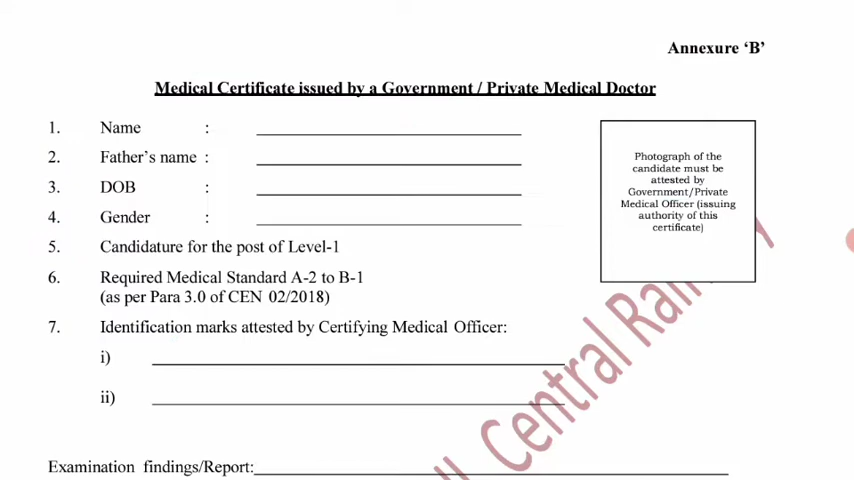 Annexure ‘B’
Medical Certificate issued by a Government / Private Medical Doctor
1. Name :
2. Father’s name :
3. DOB :
4. Gender :
5. Candidature for the post of Level-1
6. Required Medical Standard A-2 to B-1
(as per Para 3.0 of CEN 02/2018)
7. Identification marks attested by Certifying Medical Officer:
i)
ii)
Examination findings/Report:
Photograph of the
candidate must be
attested by
Government/Private
Medical Officer (issuing
authority of this
certificate)
Central